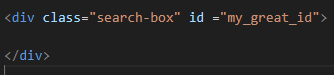 <div class="search-box" id ="my_great_id">
</div>